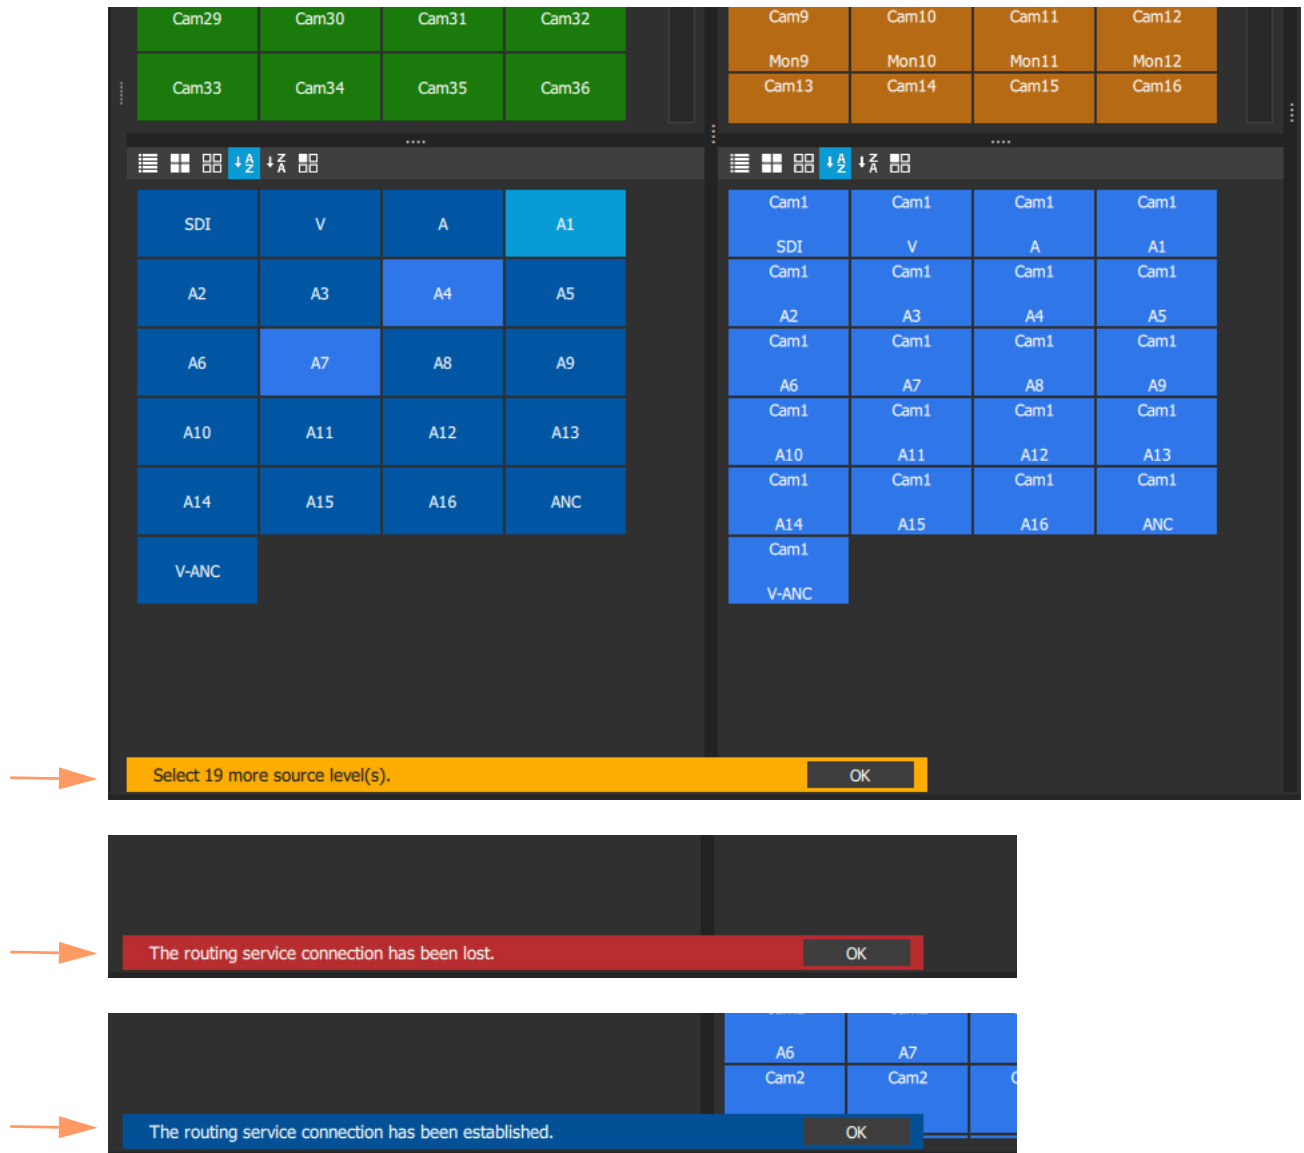 Cam29 Cam30 Cam31 Cam32
Cam33 Cam34 Cam35 Cam36
Cam9 Cam10 Cam11 Cam12
Mon9 Mon10 Mon11 Mon12
Cam13 Cam14 Cam15 Cam16
SDI V A A1
A2 A3 A4 A5
A6 A7 A8 A9
A10 A11 A12 A13
A14 A15 A16 ANC
V-ANC
Cam1 Cam1 Cam1 Cam1
SDI V A A1
Cam1 Cam1 Cam1 Cam1
A2 A3 A4 A5
Cam1 Cam1 Cam1 Cam1
A6 A7 A8 A9
Cam1 Cam1 Cam1 Cam1
A10 A11 A12 A13
Cam1 Cam1 Cam1 Cam1
A14 A15 A16 ANC
Cam1
V-ANC
Select 19 more source level(s). OK
The routing service connection has been lost. OK
A6 A7
Cam2 Cam2
The routing service connection has been established. OK